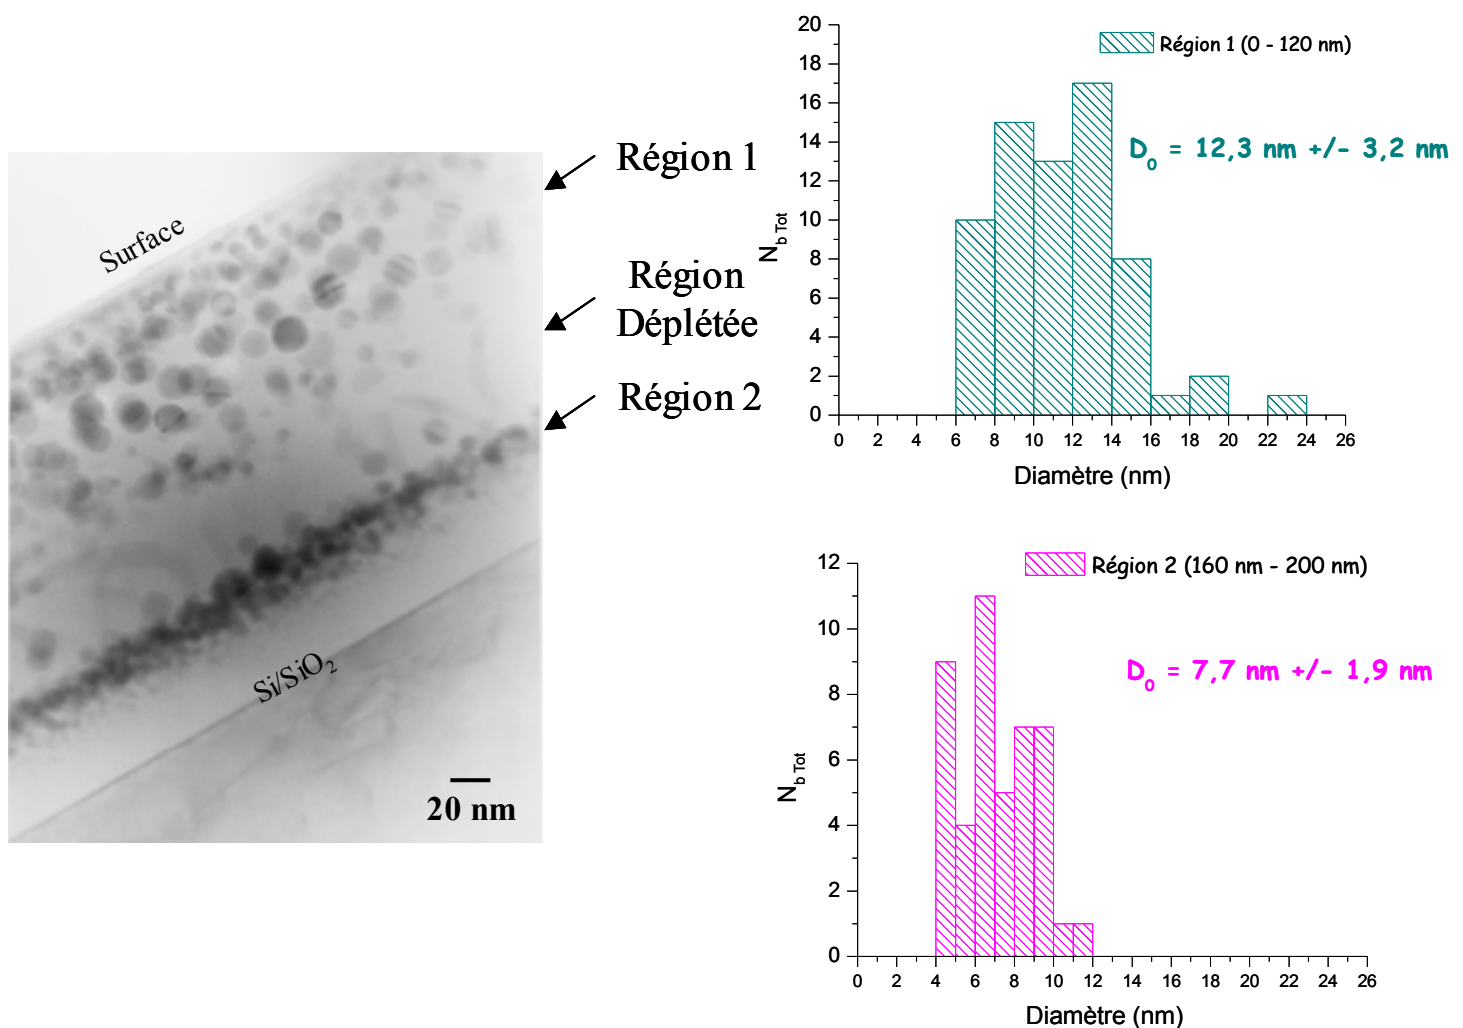 Surface
Région 1
Région
Déplétée
Région 2
Si/SiO2
20 nm
Région 1 (0 - 120 nm)
D0 = 12,3 nm +/- 3,2 nm
Nb Tot
20
18
16
14
12
10
8
6
4
2
0
0 2 4 6 8 10 12 14 16 18 20 22 24 26
Diamètre (nm)
Région 2 (160 nm - 200 nm)
D0 = 7,7 nm +/- 1,9 nm
Nb Tot
12
10
8
6
4
2
0
0 2 4 6 8 10 12 14 16 18 20 22 24 26
Diamètre (nm)